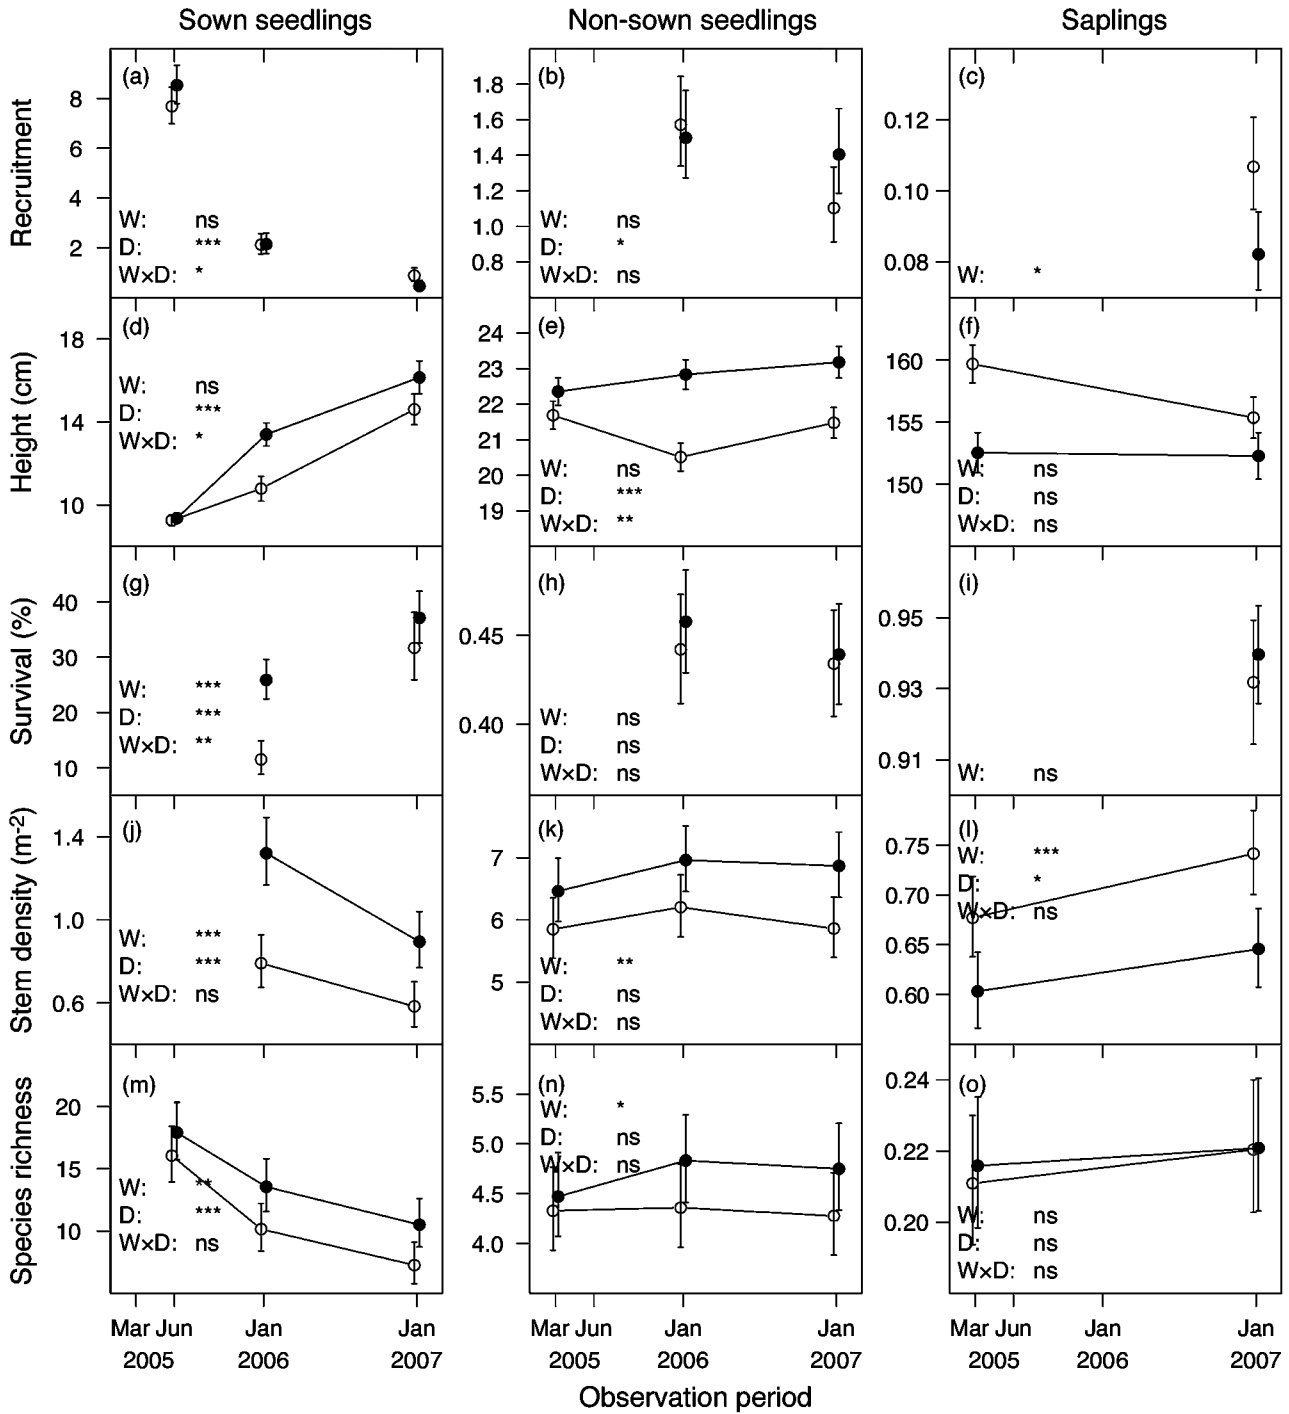 Sown seedlings Non-sown seedlings Saplings
Recruitment
(a)
8
6
4
2
W: ns
D: ***
W×D: *
(b)
1.8
1.6
1.4
1.2
1.0
0.8
W: ns
D: *
W×D: ns
(c)
0.12
0.10
0.08
W: *
Height (cm)
(d)
18
14
10
W: ns
D: ***
W×D: *
(e)
24
23
22
21
20
19
W: ns
D: ***
W×D: **
(f)
160
155
150
W: ns
D: ns
W×D: ns
Survival (%)
(g)
40
30
20
10
W: ***
D: ***
W×D: **
(h)
0.45
0.40
W: ns
D: ns
W×D: ns
(i)
0.95
0.93
0.91
W: ns
Stem density (m⁻²)
(j)
1.4
1.0
0.6
W: ***
D: ***
W×D: ns
(k)
7
6
5
W: **
D: ns
W×D: ns
(l)
0.75
0.70
0.65
0.60
W: ***
D: *
W×D: ns
Species richness
(m)
20
15
10
W: **
D: ***
W×D: ns
(n)
5.5
5.0
4.5
4.0
W: *
D: ns
W×D: ns
(o)
0.24
0.22
0.20
W: ns
D: ns
W×D: ns
Mar Jun Jan Jan Mar Jun Jan Jan Mar Jun Jan Jan
2005 2006 2007 2005 2006 2007 2005 2006 2007
Observation period